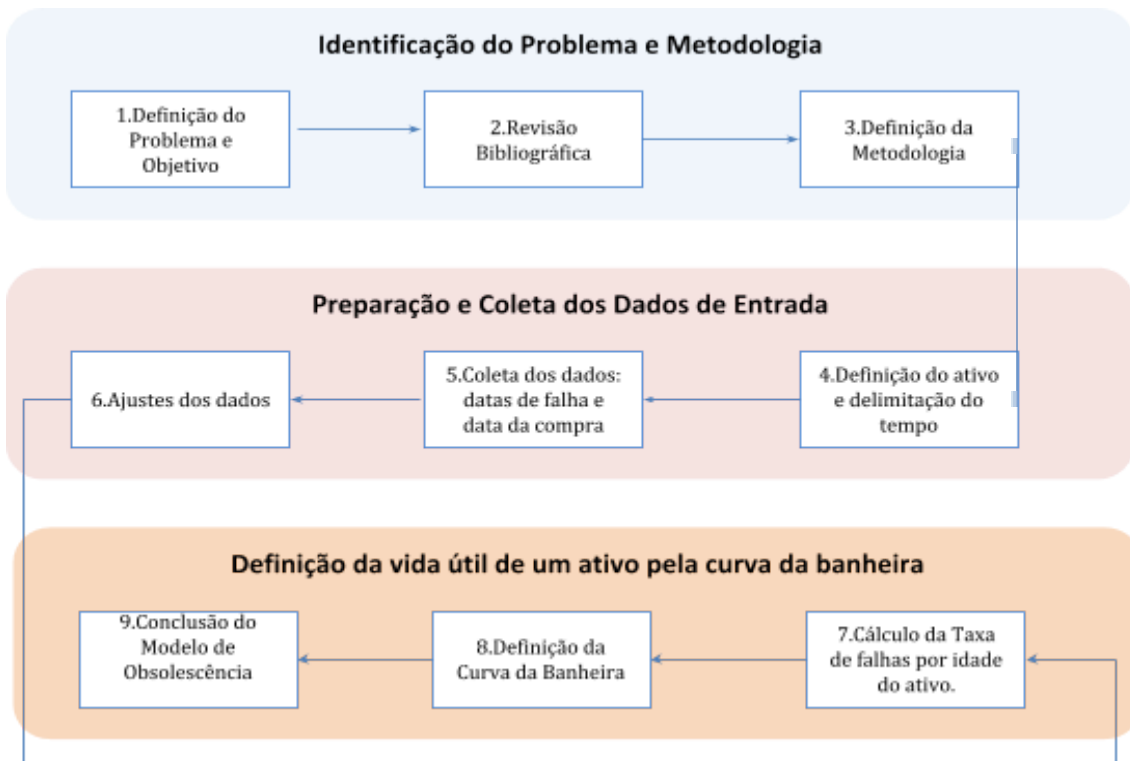 Identificação do Problema e Metodologia
1.Definição do
Problema e
Objetivo
2.Revisão
Bibliográfica
3.Definição da
Metodologia
Preparação e Coleta dos Dados de Entrada
6.Ajustes dos dados
5.Coleta dos dados:
datas de falha e
data da compra
4.Definição do ativo
e delimitação do
tempo
Definição da vida útil de um ativo pela curva da banheira
9.Conclusão do
Modelo de
Obsolescência
8.Definição da
Curva da Banheira
7.Cálculo da Taxa
de falhas por idade
do ativo.